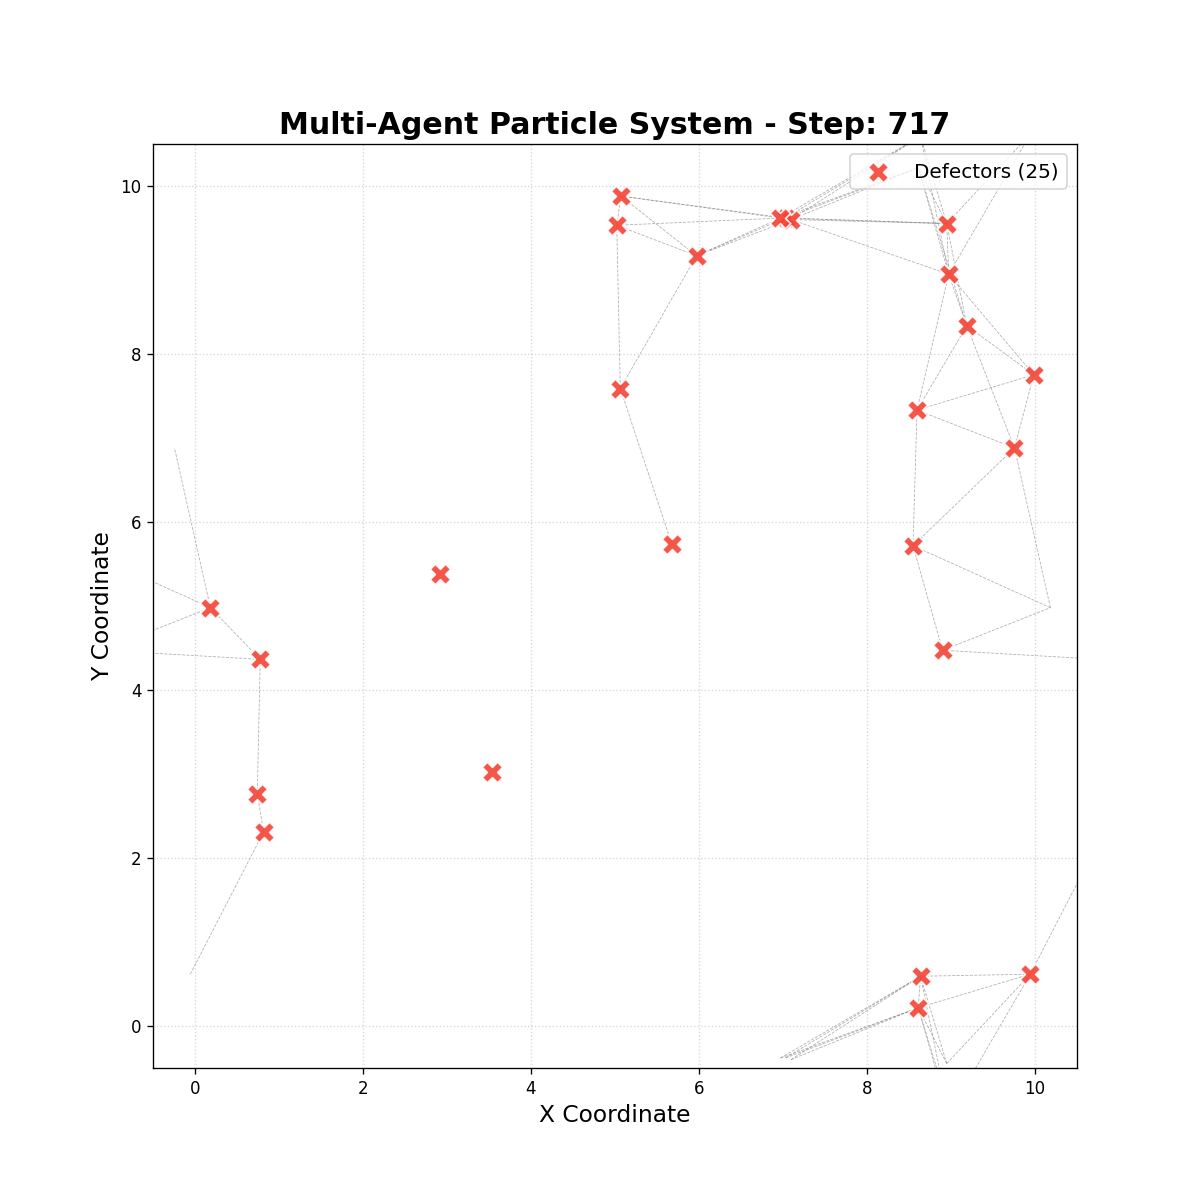 Multi-Agent Particle System - Step: 717
Defectors (25)
10
8
6
4
2
0
Y Coordinate
0 2 4 6 8 10
X Coordinate